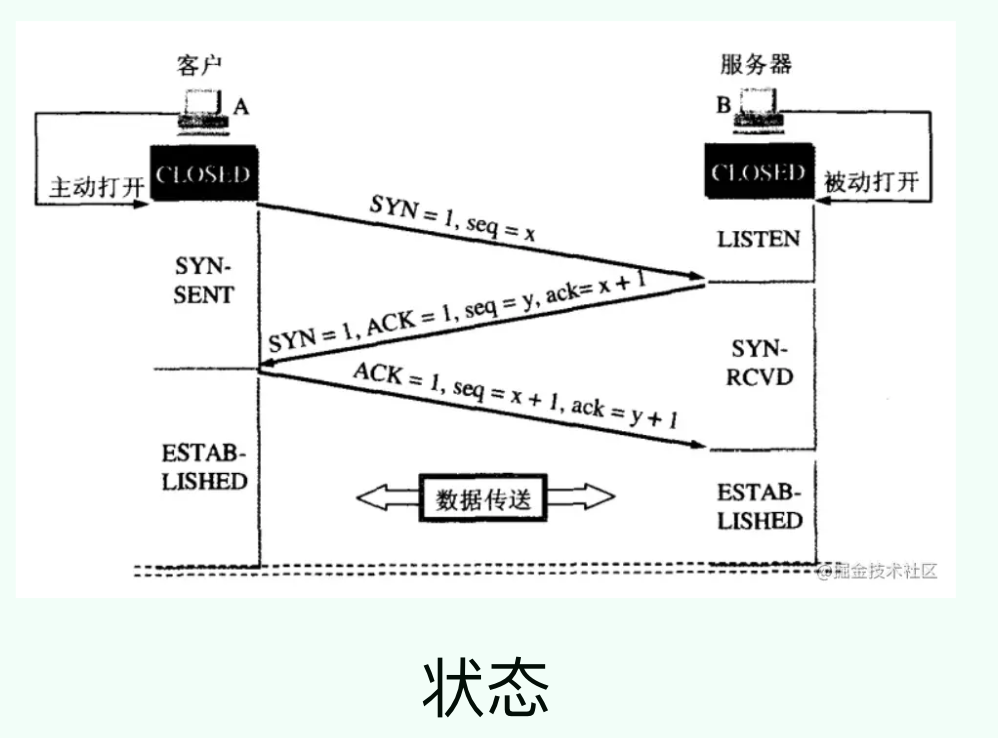 客户
服务器
A
B
CLOSED
CLOSED
主动打开
被动打开
SYN = 1, seq = x
LISTEN
SYN-
SENT
SYN = 1, ACK = 1, seq = y, ack= x + 1
SYN-
RCVD
ACK = 1, seq = x + 1, ack = y + 1
ESTAB-
LISHED
数据传送
ESTAB-
LISHED
@掘金技术社区
状态